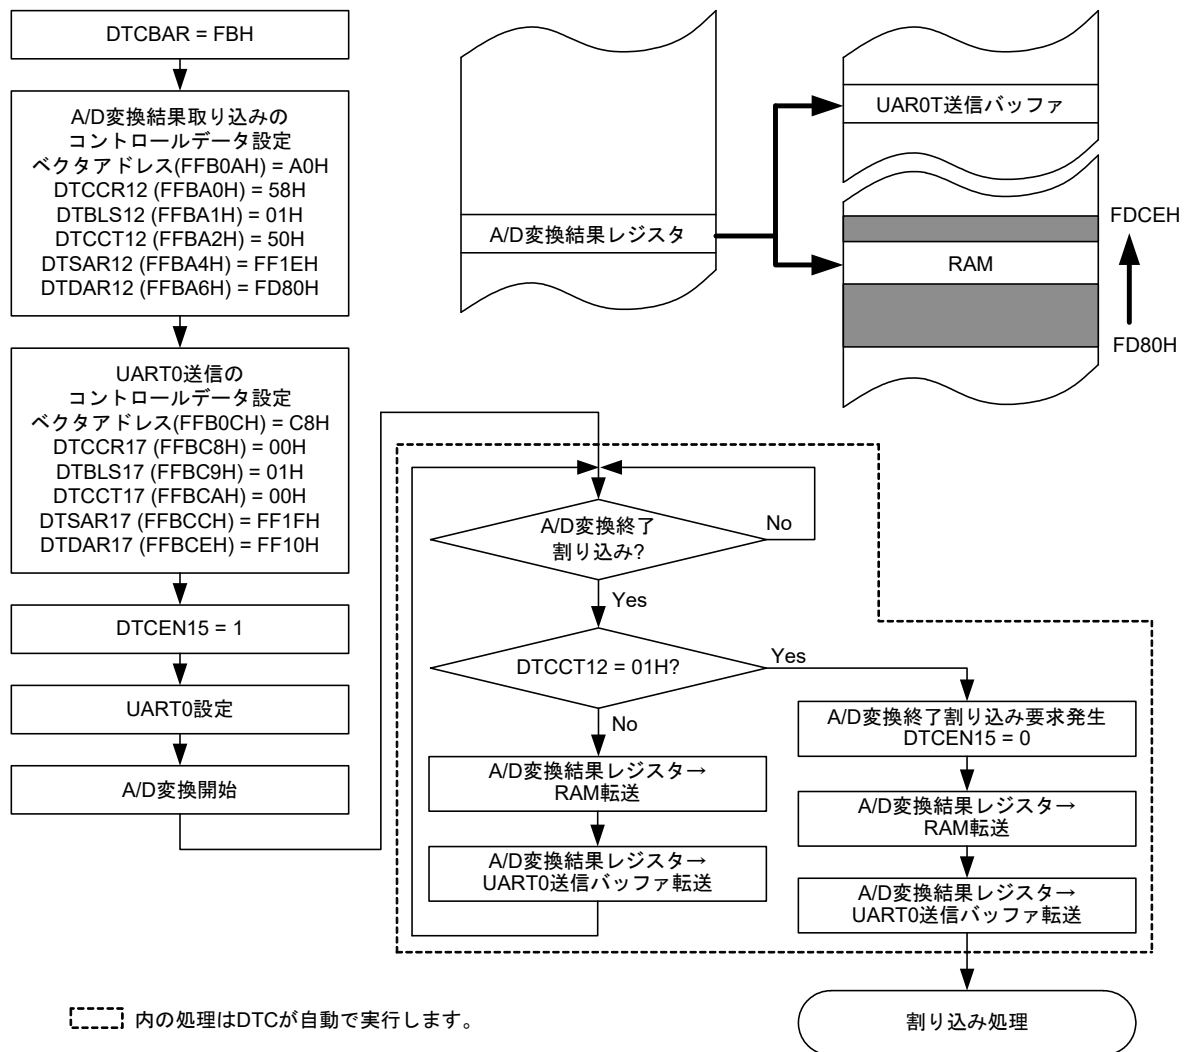 DTCBAR = FBH
A/D変換結果取り込みの
コントロールデータ設定
ベクタアドレス(FFB0AH) = A0H
DTCCR12 (FFBA0H) = 58H
DTBLS12 (FFBA1H) = 01H
DTCCT12 (FFBA2H) = 50H
DTSAR12 (FFBA4H) = FF1EH
DTDAR12 (FFBA6H) = FD80H
UART0送信の
コントロールデータ設定
ベクタアドレス(FFB0CH) = C8H
DTCCR17 (FFBC8H) = 00H
DTBLS17 (FFBC9H) = 01H
DTCCT17 (FFBCAH) = 00H
DTSAR17 (FFBCCH) = FF1FH
DTDAR17 (FFBCEH) = FF10H
DTCEN15 = 1
UART0設定
A/D変換開始
A/D変換結果レジスタ
UAR0T送信バッファ
RAM
FDCEH
FD80H
A/D変換終了
割り込み?
No
Yes
DTCCT12 = 01H?
Yes
No
A/D変換結果レジスタ→
RAM転送
A/D変換結果レジスタ→
UART0送信バッファ転送
A/D変換終了割り込み要求発生
DTCEN15 = 0
A/D変換結果レジスタ→
RAM転送
A/D変換結果レジスタ→
UART0送信バッファ転送
割り込み処理
内の処理はDTCが自動で実行します。